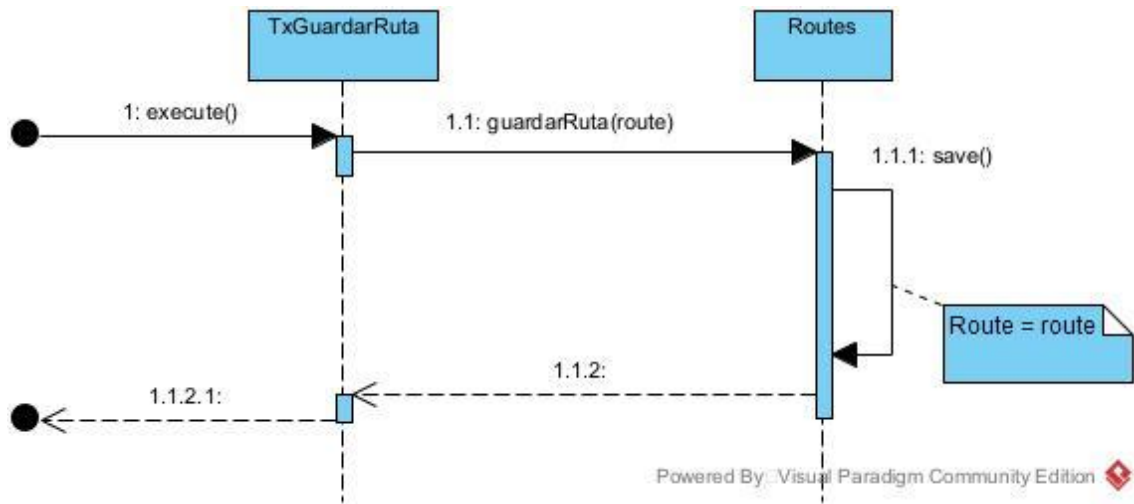 TxGuardarRuta
Routes
1: execute()
1.1: guardarRuta(route)
1.1.1: save()
Route = route
1.1.2:
1.1.2.1:
Powered By Visual Paradigm Community Edition